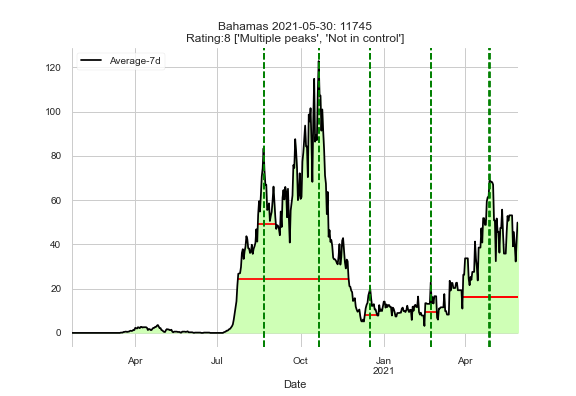 Bahamas 2021-05-30: 11745
Rating:8 ['Multiple peaks', 'Not in control']
Average-7d
120
100
80
60
40
20
0
Apr Jul Oct Jan Apr
2021
Date